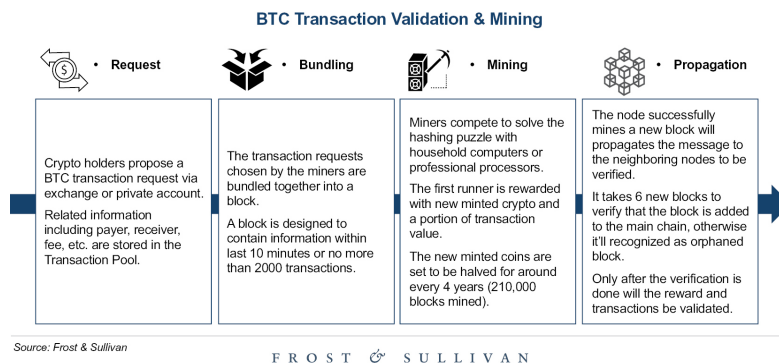 BTC Transaction Validation & Mining
• Request
Crypto holders propose a
BTC transaction request via
exchange or private account.
Related information
including payer, receiver,
fee, etc. are stored in the
Transaction Pool.
• Bundling
The transaction requests
chosen by the miners are
bundled together into a
block.
A block is designed to
contain information within
last 10 minutes or no more
than 2000 transactions.
• Mining
Miners compete to solve the
hashing puzzle with
household computers or
professional processors.
The first runner is rewarded
with new minted crypto and
a portion of transaction
value.
The new minted coins are
set to be halved for around
every 4 years (210,000
blocks mined).
• Propagation
The node successfully
mines a new block will
propagates the message to
the neighboring nodes to be
verified.
It takes 6 new blocks to
verify that the block is added
to the main chain, otherwise
it'll recognized as orphaned
block.
Only after the verification is
done will the reward and
transactions be validated.
Source: Frost & Sullivan
FROST & SULLIVAN